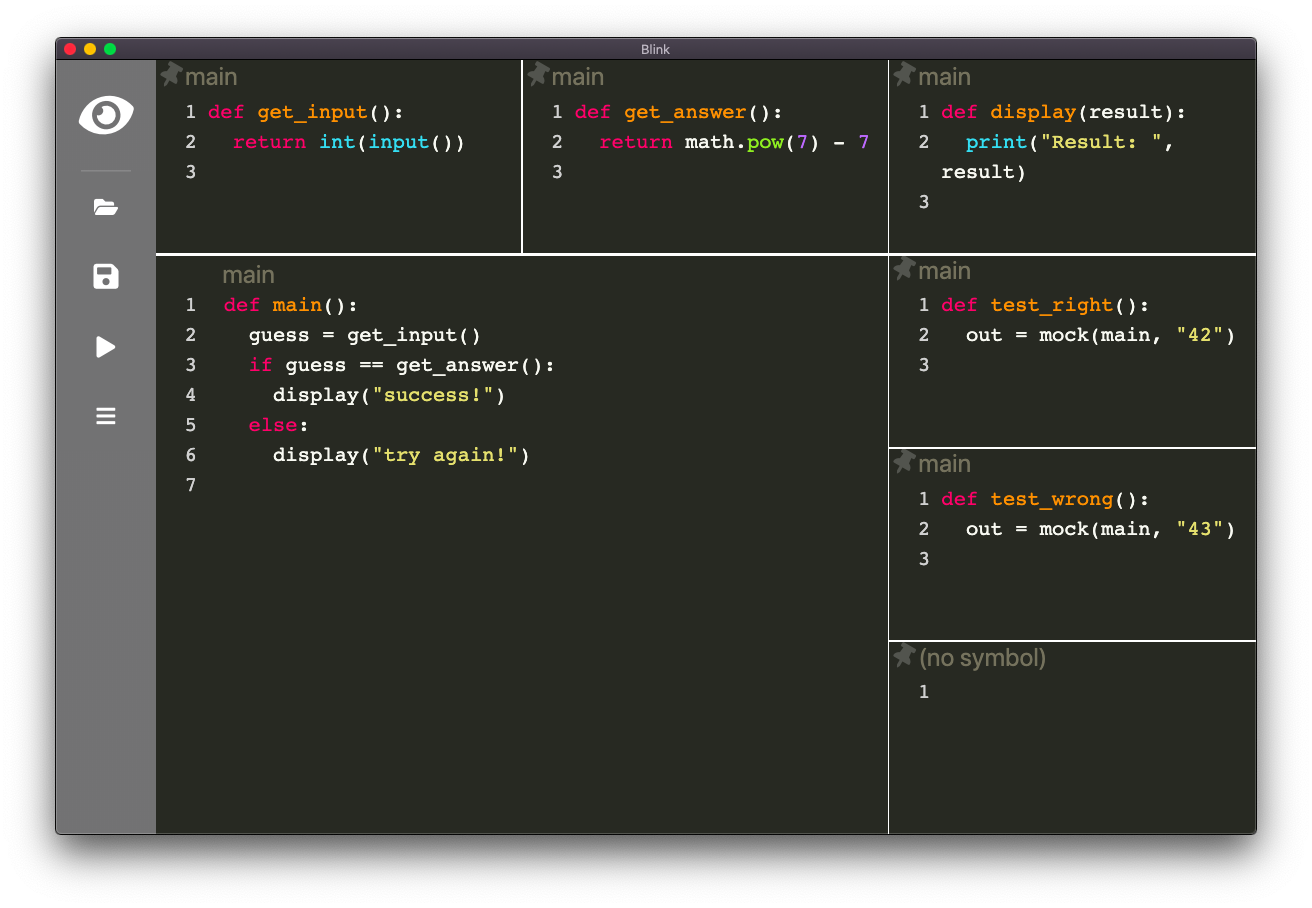 Blink
main
1 def get_input():
2   return int(input())
3
main
1 def get_answer():
2   return math.pow(7) - 7
3
main
1 def display(result):
2   print("Result: ",
result)
3
main
1 def main():
2   guess = get_input()
3   if guess == get_answer():
4     display("success!")
5   else:
6     display("try again!")
7
main
1 def test_right():
2   out = mock(main, "42")
3
main
1 def test_wrong():
2   out = mock(main, "43")
3
(no symbol)
1